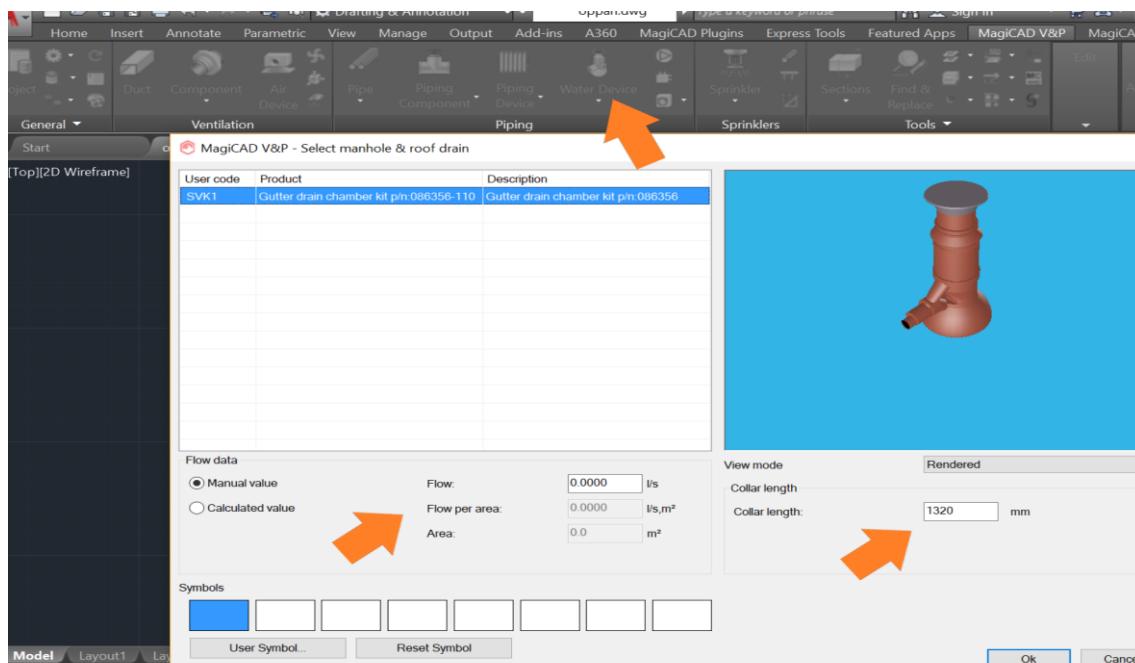 Drafting & Annotation oppari.dwg Type a keyword or phrase Sign In
Home Insert Annotate Parametric View Manage Output Add-ins A360 MagiCAD Plugins Express Tools Featured Apps MagiCAD V&P
Duct Component Air Device Pipe Piping Component Piping Device Water Device Sprinkler Sections Find & Replace Edit
General Ventilation Piping Sprinklers Tools
Start
MagiCAD V&P - Select manhole & roof drain
[Top][2D Wireframe]
User code Product Description
SVK1 Gutter drain chamber kit p/n:086356-110 Gutter drain chamber kit p/n:086356
Flow data
View mode Rendered
Manual value Flow: 0.0000 l/s
Collar length
Calculated value Flow per area: 0.0000 l/s,m²
Collar length: 1320 mm
Area: 0.0 m²
Symbols
User Symbol... Reset Symbol
Ok
Model Layout1